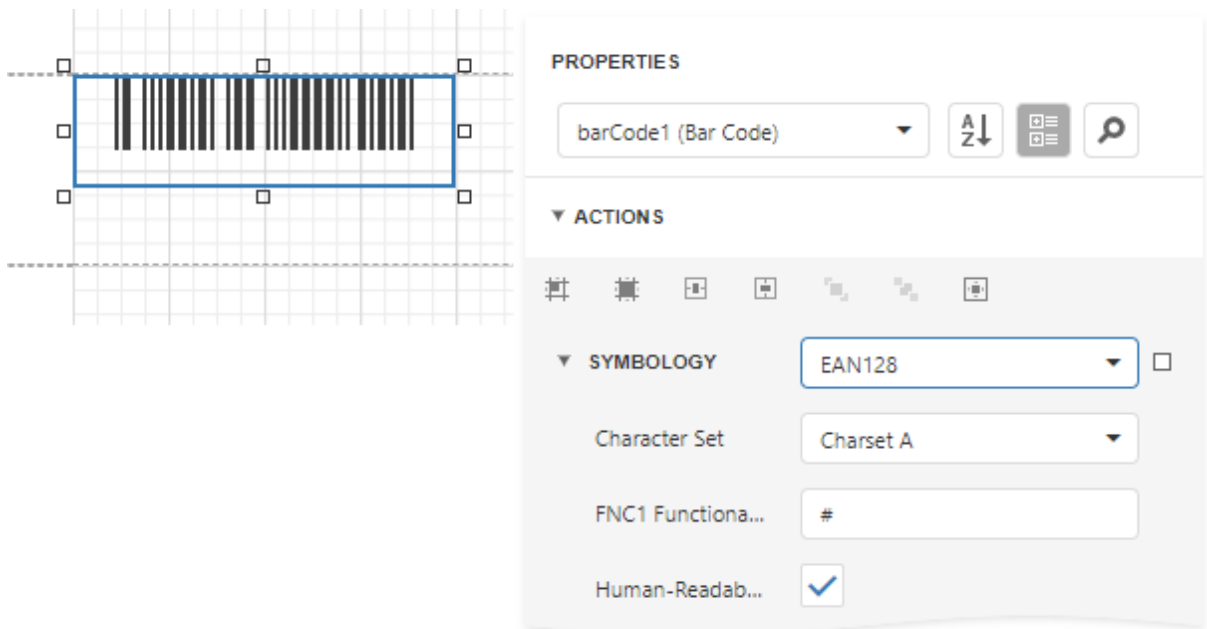 PROPERTIES
barCode1 (Bar Code)
A
Z
ACTIONS
SYMBOLOGY EAN128
Character Set Charset A
FNC1 Functiona... #
Human-Readab...